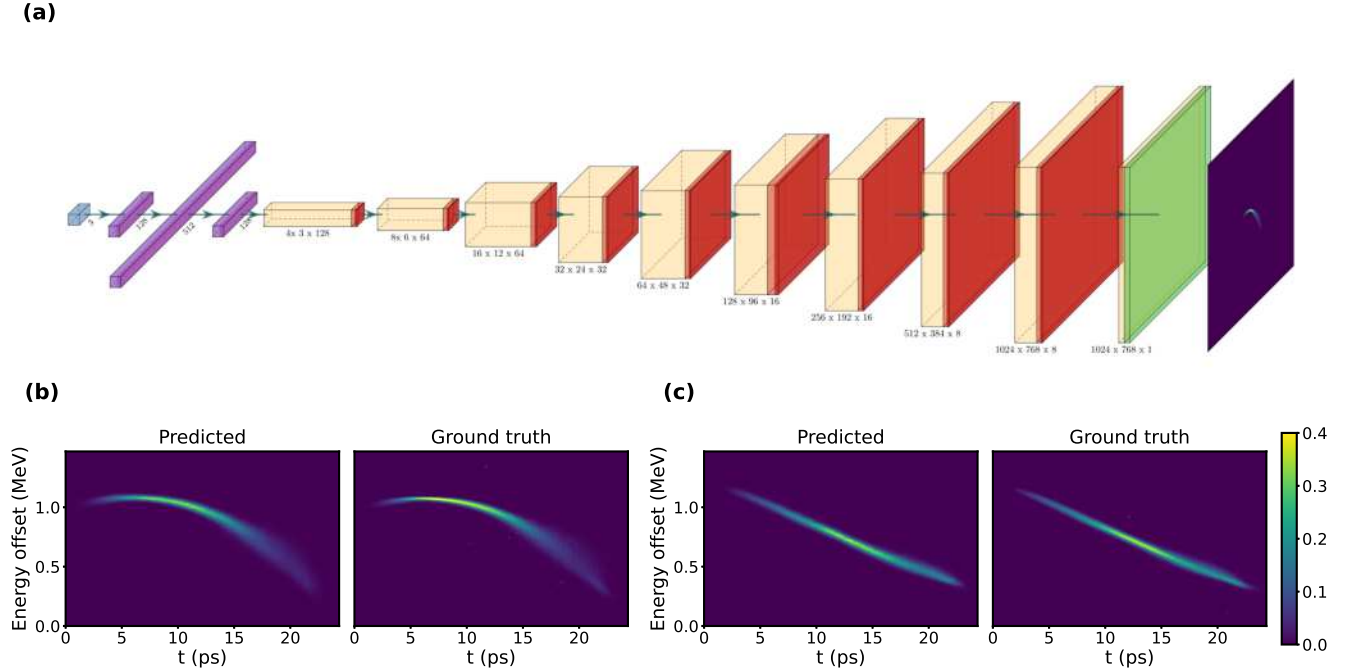 (a)
3
128
512
128
4x 3 x 128
8x 6 x 64
16 x 12 x 64
32 x 24 x 32
64 x 48 x 32
128 x 96 x 16
256 x 192 x 16
512 x 384 x 8
1024 x 768 x 8
1024 x 768 x 1
(b)
Predicted
Ground truth
Energy offset (MeV)
1.0
0.5
0.0
0 5 10 15 20
t (ps)
0 5 10 15 20
t (ps)
(c)
Predicted
Ground truth
Energy offset (MeV)
1.0
0.5
0.0
0 5 10 15 20
t (ps)
0 5 10 15 20
t (ps)
0.4
0.3
0.2
0.1
0.0